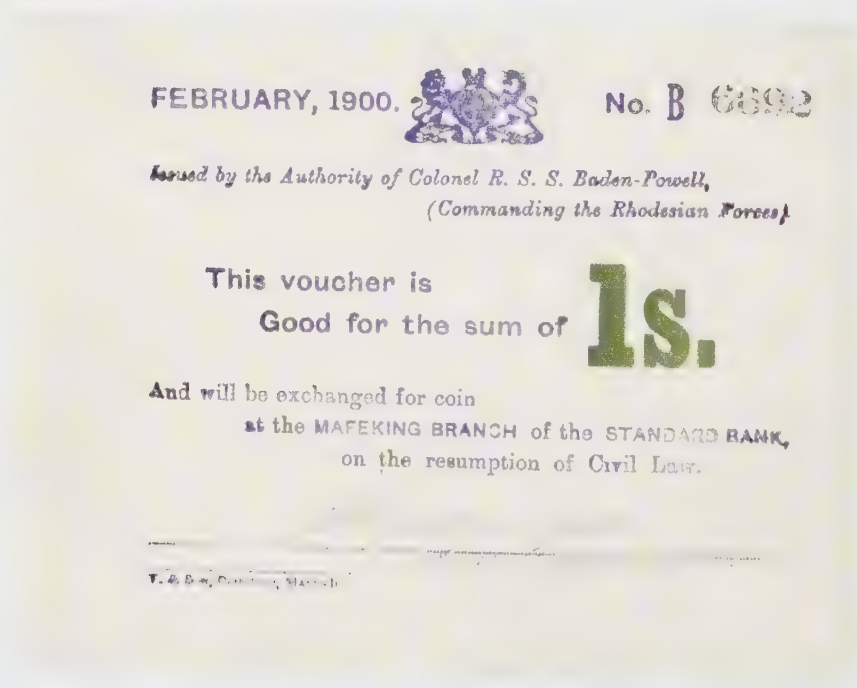 FEBRUARY, 1900. No. B 6692
Issued by the Authority of Colonel R. S. S. Baden-Powell,
(Commanding the Rhodesian Forces)
This voucher is
Good for the sum of 1s.
And will be exchanged for coin
at the MAFEKING BRANCH of the STANDARD BANK,
on the resumption of Civil Law.